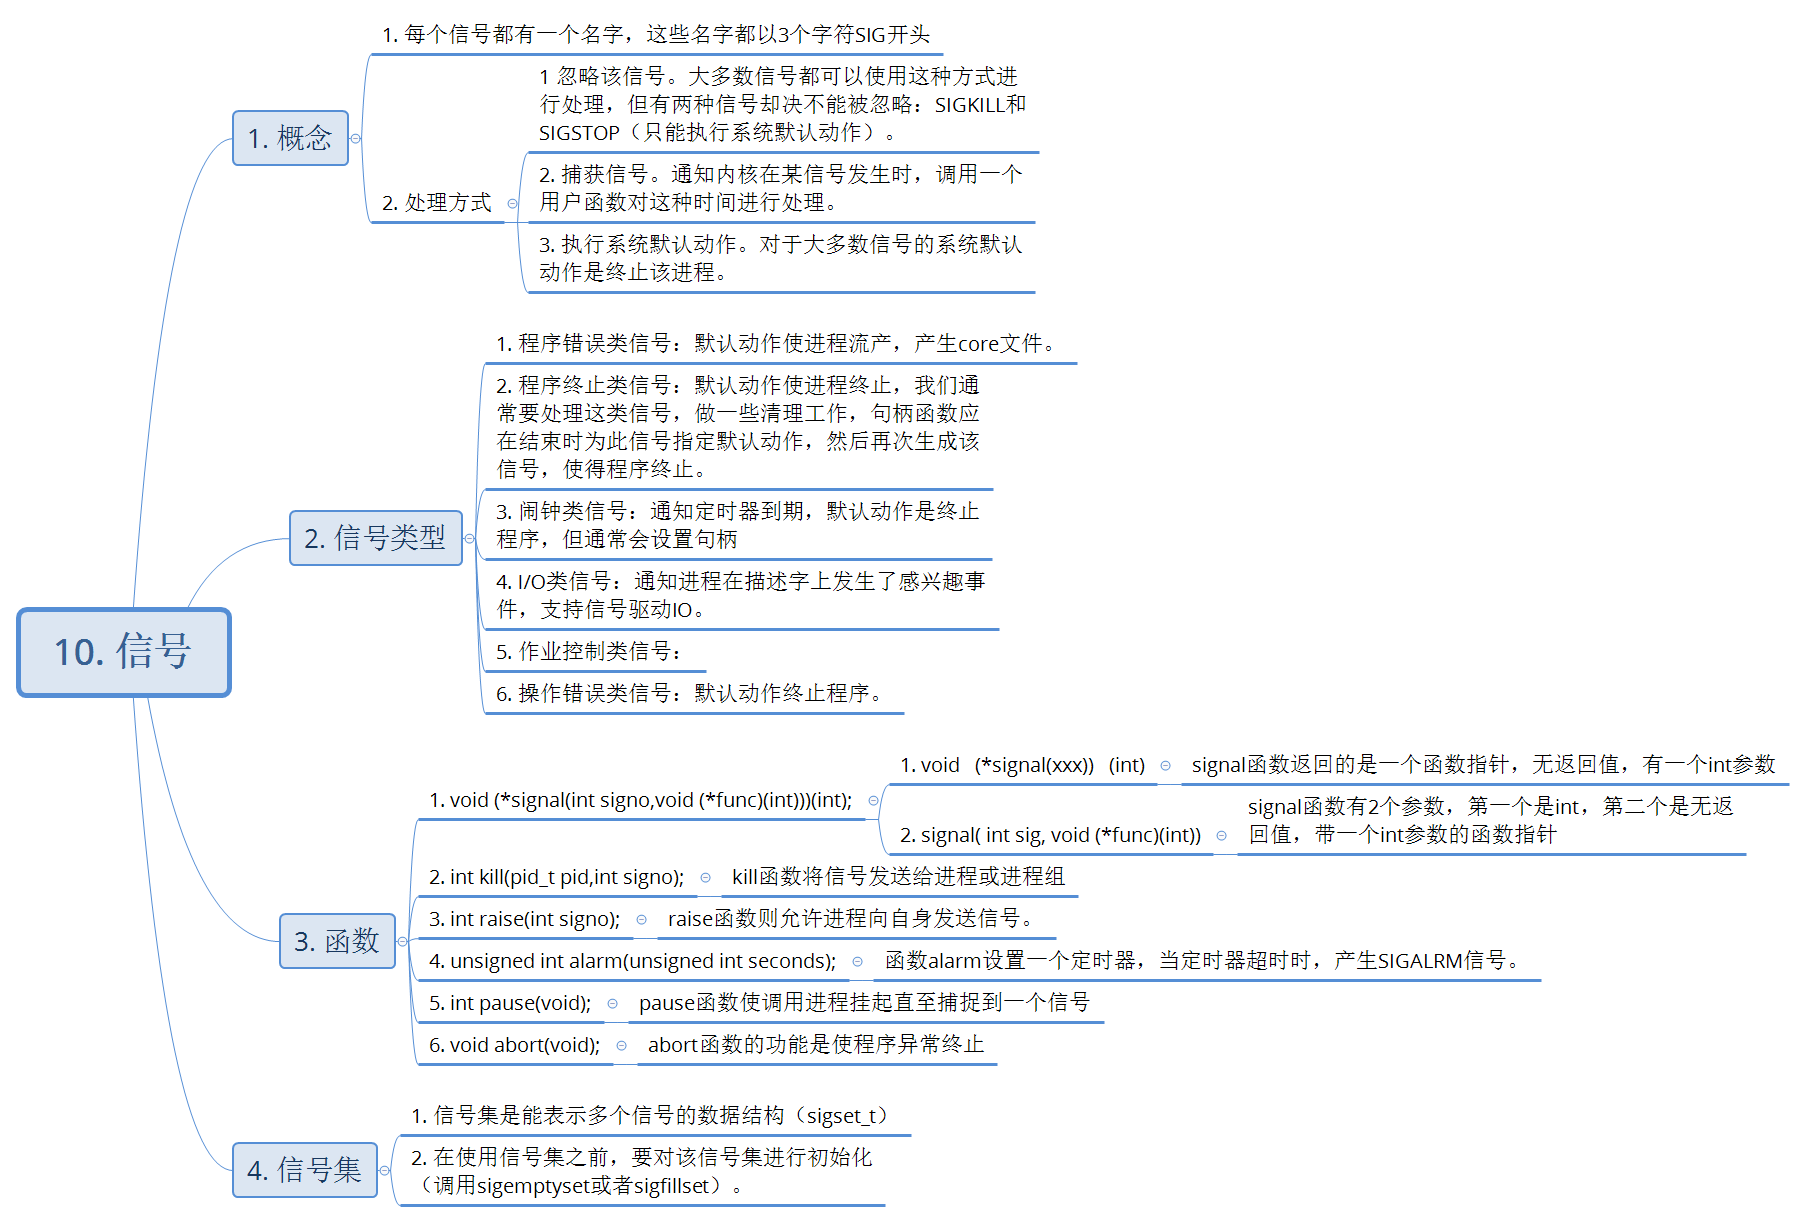 10. 信号
1. 概念
1. 每个信号都有一个名字，这些名字都以3个字符SIG开头
2. 处理方式
1 忽略该信号。大多数信号都可以使用这种方式进
行处理，但有两种信号却决不能被忽略：SIGKILL和
SIGSTOP（只能执行系统默认动作）。
2. 捕获信号。通知内核在某信号发生时，调用一个
用户函数对这种时间进行处理。
3. 执行系统默认动作。对于大多数信号的系统默认
动作是终止该进程。
2. 信号类型
1. 程序错误类信号：默认动作使进程流产，产生core文件。
2. 程序终止类信号：默认动作使进程终止，我们通
常要处理这类信号，做一些清理工作，句柄函数应
在结束时为此信号指定默认动作，然后再次生成该
信号，使得程序终止。
3. 闹钟类信号：通知定时器到期，默认动作是终止
程序，但通常会设置句柄
4. I/O类信号：通知进程在描述字上发生了感兴趣事
件，支持信号驱动IO。
5. 作业控制类信号：
6. 操作错误类信号：默认动作终止程序。
3. 函数
1. void (*signal(int signo,void (*func)(int)))(int);
1. void （*signal(xxx)） (int)
signal函数返回的是一个函数指针，无返回值，有一个int参数
2. signal( int sig, void (*func)(int))
signal函数有2个参数，第一个是int，第二个是无返
回值，带一个int参数的函数指针
2. int kill(pid_t pid,int signo);
kill函数将信号发送给进程或进程组
3. int raise(int signo);
raise函数则允许进程向自身发送信号。
4. unsigned int alarm(unsigned int seconds);
函数alarm设置一个定时器，当定时器超时时，产生SIGALRM信号。
5. int pause(void);
pause函数使调用进程挂起直至捕捉到一个信号
6. void abort(void);
abort函数的功能是使程序异常终止
4. 信号集
1. 信号集是能表示多个信号的数据结构（sigset_t）
2. 在使用信号集之前，要对该信号集进行初始化
（调用sigemptyset或者sigfillset）。